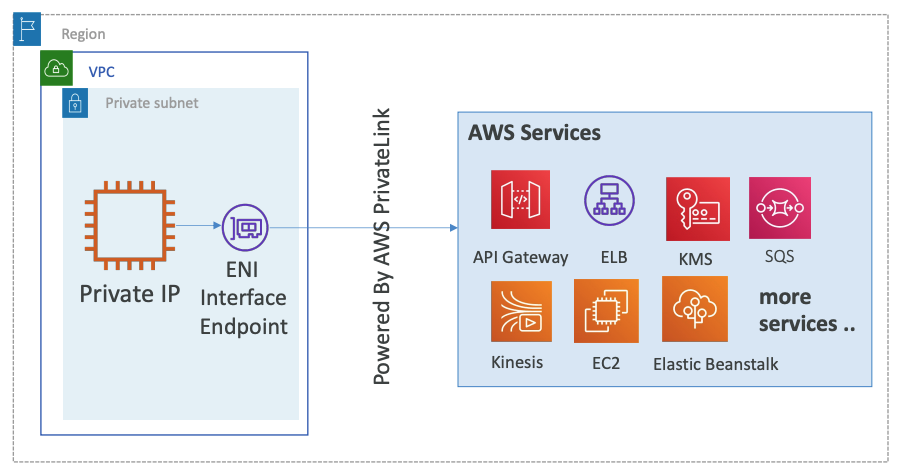 Region
VPC
Private subnet
Private IP
ENI
Interface
Endpoint
Powered By AWS PrivateLink
AWS Services
API Gateway
ELB
KMS
SQS
Kinesis
EC2
Elastic Beanstalk
more
services ..